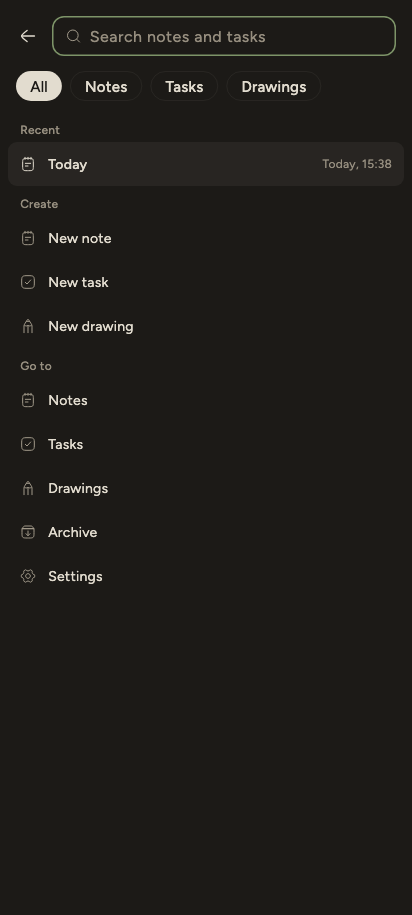 Search notes and tasks
All Notes Tasks Drawings
Recent
Today Today, 15:38
Create
New note
New task
New drawing
Go to
Notes
Tasks
Drawings
Archive
Settings